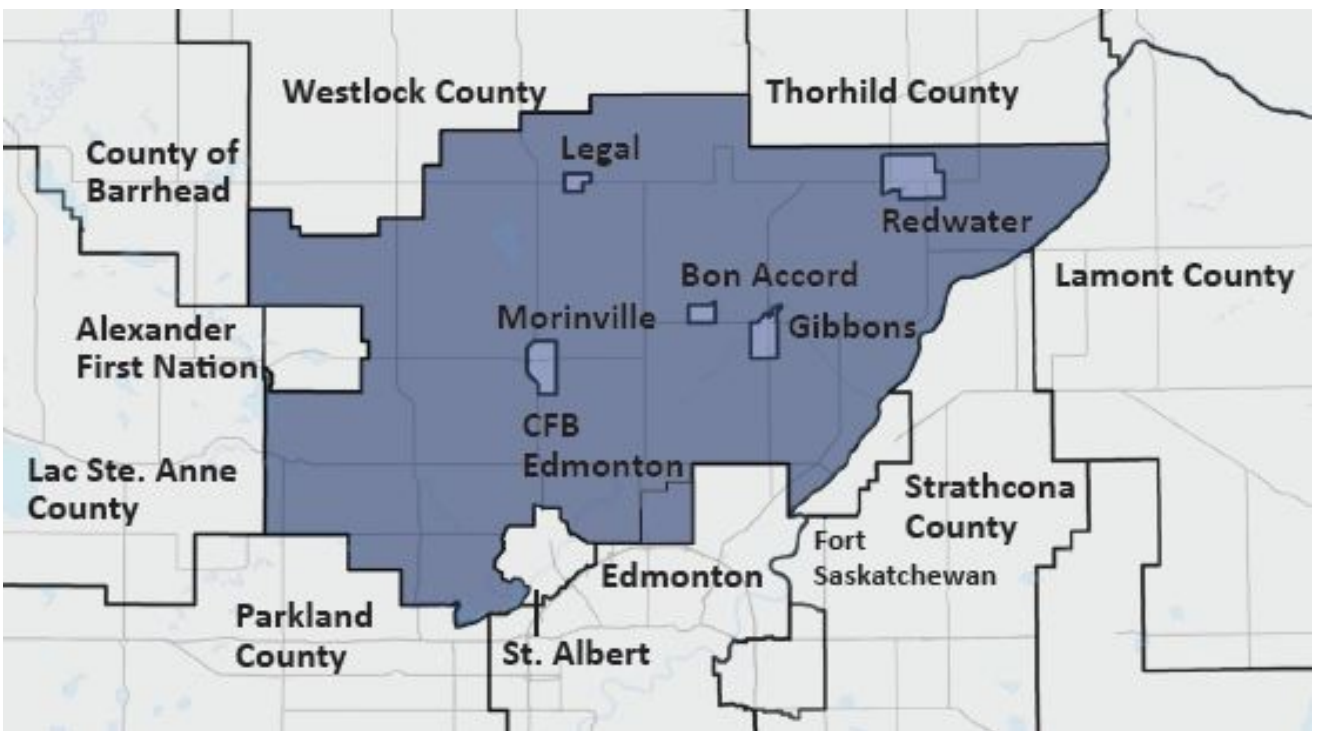 Westlock County
Thorhild County
County of
Barrhead
Legal
Redwater
Bon Accord
Lamont County
Morinville
Gibbons
Alexander
First Nation
CFB
Edmonton
Lac Ste. Anne
County
Strathcona
County
Fort
Saskatchewan
Edmonton
Parkland
County
St. Albert